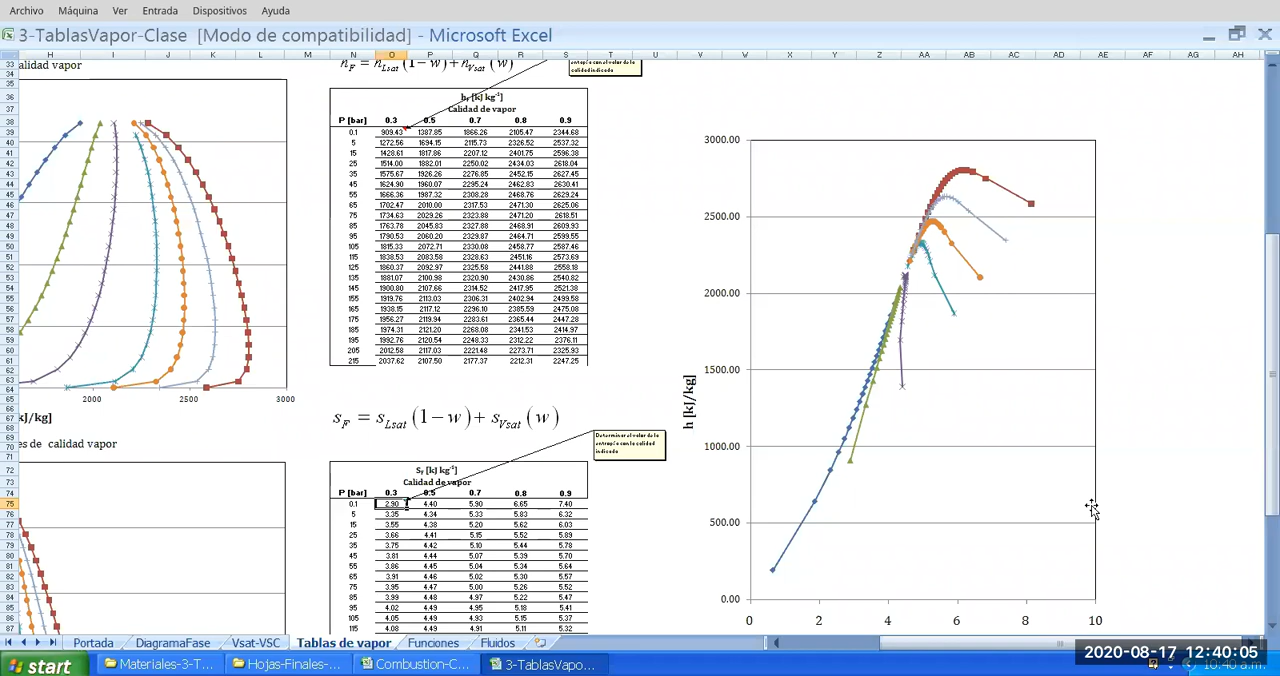 Archivo Máquina Ver Entrada Dispositivos Ayuda
3-TablasVapor-Clase [Modo de compatibilidad] - Microsoft Excel
H I J K L M N O P Q R S T U V W X Y Z AA AB AC AD AE AF AG AH
alidad vapor
entropía con el valor de la
calidad indicado
hF [kJ kg-1]
Calidad de vapor
P [bar] 0.3 0.5 0.7 0.8 0.9
0.1 909.43 1387.85 1866.26 2105.47 2344.68
5 1272.56 1694.15 2115.73 2326.52 2537.32
15 1428.61 1817.86 2207.12 2401.75 2596.38
25 1514.00 1882.01 2250.02 2434.03 2618.04
35 1575.67 1926.26 2276.85 2452.15 2627.45
45 1624.90 1960.07 2295.24 2462.83 2630.41
55 1666.36 1987.32 2308.28 2468.76 2629.24
65 1702.47 2010.00 2317.53 2471.30 2625.06
75 1734.63 2029.26 2323.88 2471.20 2618.51
85 1763.78 2045.83 2327.88 2468.91 2609.93
95 1790.53 2060.20 2329.87 2464.71 2599.55
105 1815.33 2072.71 2330.08 2458.77 2587.46
115 1838.53 2083.58 2328.63 2451.16 2573.69
125 1860.37 2092.97 2325.58 2441.88 2558.18
135 1881.07 2100.98 2320.90 2430.86 2540.82
145 1900.80 2107.66 2314.52 2417.95 2521.38
155 1919.76 2113.03 2306.31 2402.94 2499.58
165 1938.15 2117.12 2296.10 2385.59 2475.08
175 1956.27 2119.94 2283.61 2365.44 2447.28
185 1974.31 2121.20 2268.08 2341.53 2414.97
195 1992.76 2120.54 2248.33 2312.22 2376.11
205 2012.58 2117.03 2221.48 2273.71 2325.93
215 2037.62 2107.50 2177.37 2212.31 2247.25
2000 2500 3000
kJ/kg]
es de calidad vapor
sF = sLsat (1 − w) + sVsat (w)
Determinar el valor de la
entropía con la calidad
indicado
SF [kJ kg-1]
Calidad de vapor
P [bar] 0.3 0.5 0.7 0.8 0.9
0.1 2.90 4.40 5.90 6.65 7.40
5 3.35 4.34 5.33 5.83 6.32
15 3.58 4.38 5.20 5.62 6.03
25 3.66 4.41 5.15 5.52 5.89
35 3.75 4.42 5.10 5.44 5.78
45 3.81 4.44 5.07 5.39 5.70
55 3.86 4.45 5.04 5.34 5.64
65 3.91 4.46 5.02 5.30 5.57
75 3.95 4.47 5.00 5.26 5.52
85 3.99 4.48 4.97 5.22 5.47
95 4.02 4.49 4.95 5.18 5.41
105 4.05 4.49 4.93 5.15 5.37
115 4.08 4.49 4.91 5.11 5.32
3000.00
2500.00
2000.00
1500.00
1000.00
500.00
0.00
h [kJ/kg]
0 2 4 6 8 10
Portada DiagramaFase Vsat-VSC Tablas de vapor Funciones Fluidos
start Materiales-3-T... Hojas-Finales-... Combustion-C... 3-TablasVapo...
2020-08-17 12:40:05
10:40 a.m.